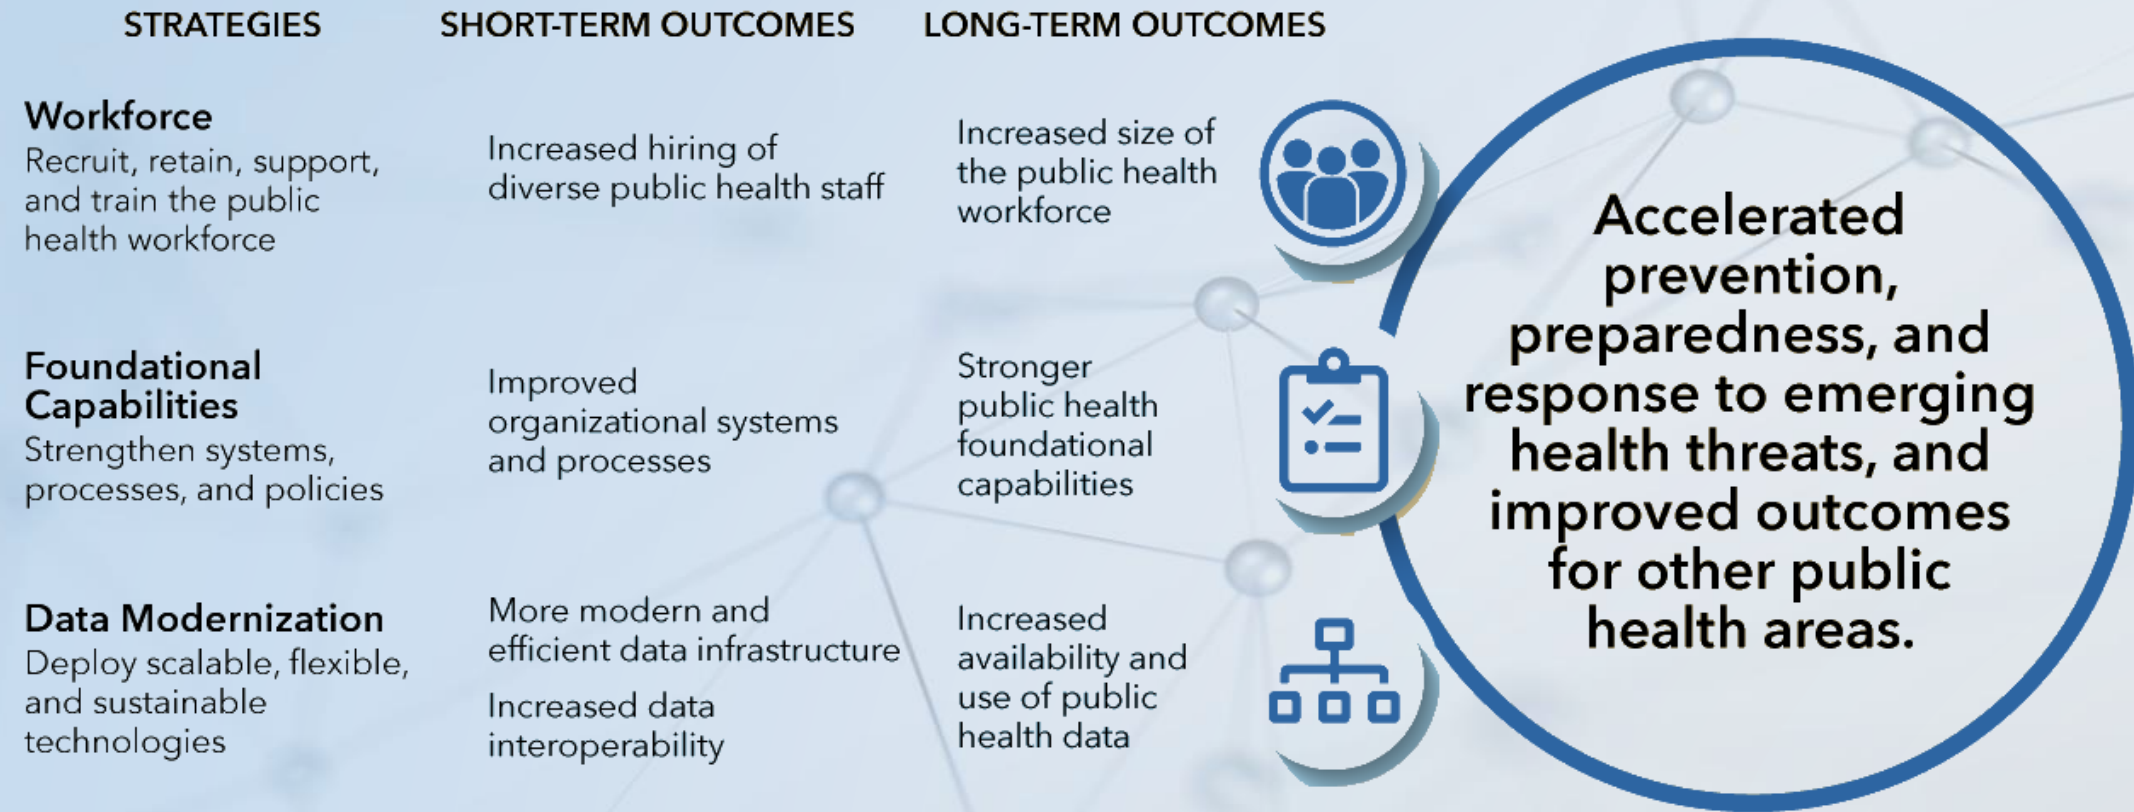 STRATEGIES
SHORT-TERM OUTCOMES
LONG-TERM OUTCOMES
Workforce
Recruit, retain, support,
and train the public
health workforce
Increased hiring of
diverse public health staff
Increased size of
the public health
workforce
Foundational
Capabilities
Strengthen systems,
processes, and policies
Improved
organizational systems
and processes
Stronger
public health
foundational
capabilities
Data Modernization
Deploy scalable, flexible,
and sustainable
technologies
More modern and
efficient data infrastructure
Increased data
interoperability
Increased
availability and
use of public
health data
Accelerated
prevention,
preparedness, and
response to emerging
health threats, and
improved outcomes
for other public
health areas.